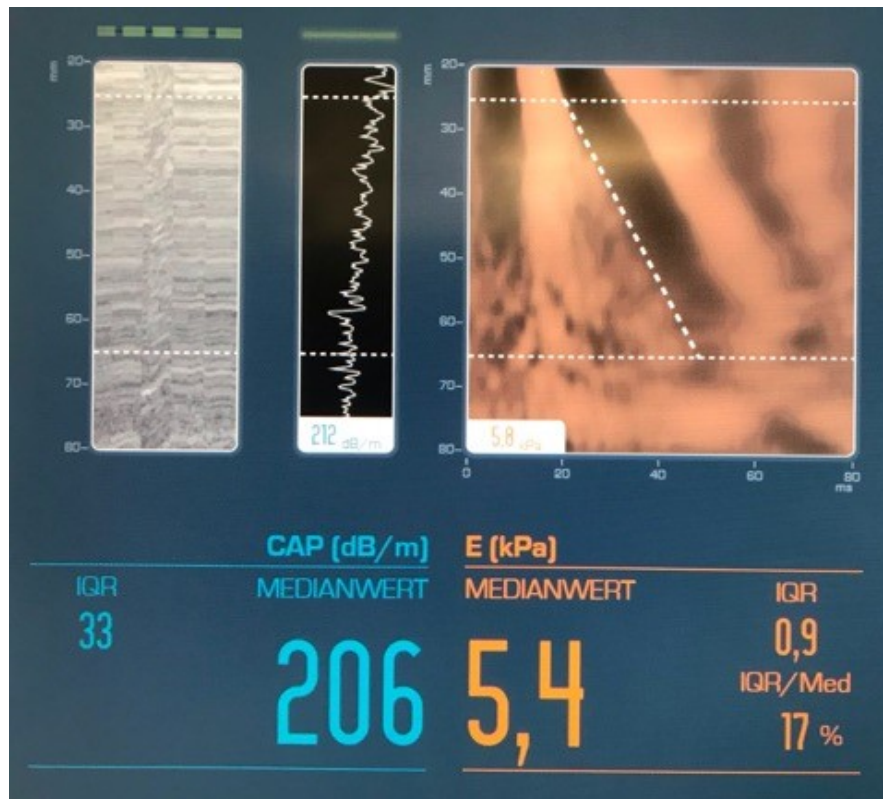 mm
20-
30-
40-
50-
60-
70-
80-
212 dB/m
mm
20-
30-
40-
50-
60-
70-
80-
5.8 kPa
0 20 40 60 80
ms
CAP (dB/m)
IQR
MEDIANWERT
33
206
E (kPa)
MEDIANWERT
IQR
0,9
5,4
IQR/Med
17 %